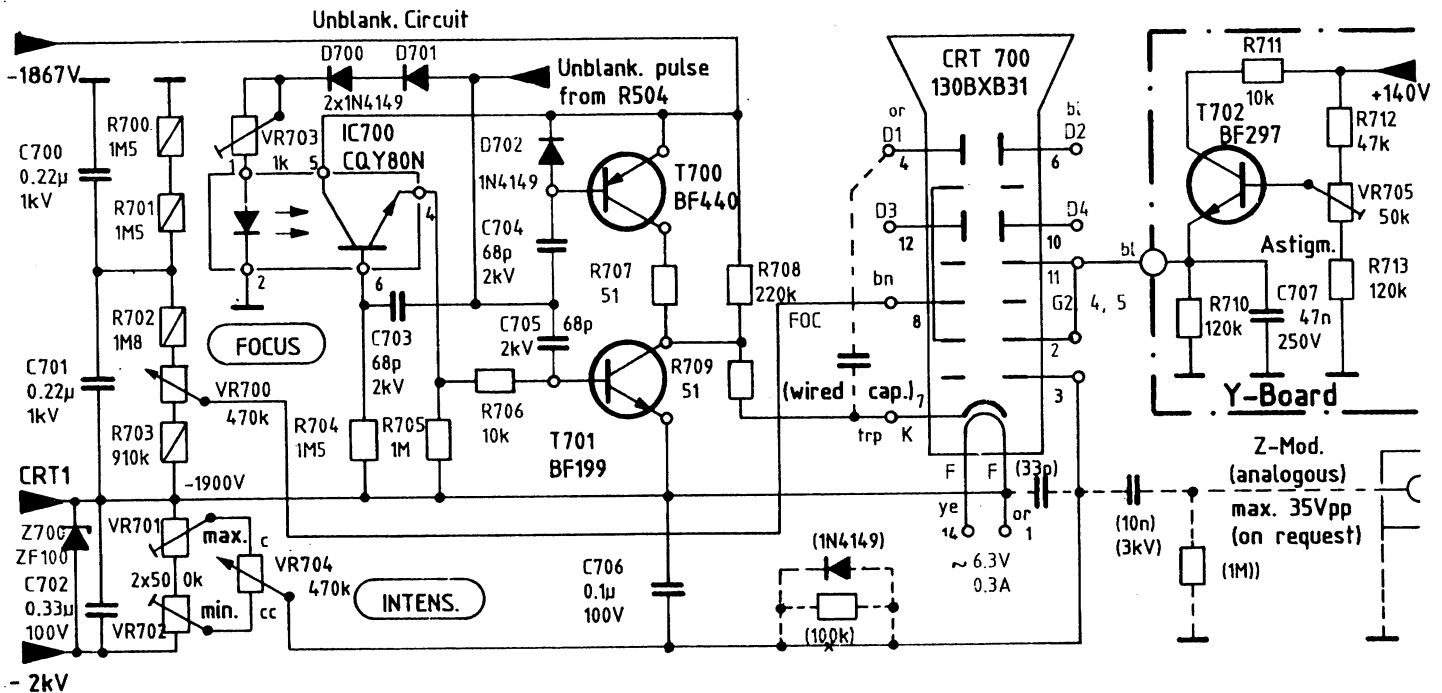 Unblank. Circuit
-1867V
D700
D701
2x1N4149
Unblank. pulse
from R504
CRT 700
130BXB31
R711
10k
+140V
T702
BF297
R712
47k
VR705
50k
R713
120k
Astigm.
R710
120k
C707
47n
250V
Y-Board
C700
0.22µ
1kV
R700
1M5
R701
1M5
VR703
1k
IC700
CQY80N
1
5
4
2
6
D702
1N4149
T700
BF440
C704
68p
2kV
R707
51
R708
220k
or
D1
4
bl
D2
6
D3
12
D4
10
bl
11
G2
4, 5
bn
FOC
8
2
3
R702
1M8
FOCUS
C703
68p
2kV
C705
68p
2kV
C701
0.22µ
1kV
VR700
470k
R703
910k
R704
1M5
R705
1M
R706
10k
T701
BF199
R709
51
(wired cap.)
7
trp
K
F
F
(33p)
ye
or
14
1
~ 6.3V
0.3A
CRT1
-1900V
Z700
ZF100
VR701
max.
c
2x50 0k
VR704
470k
min.
cc
C702
0.33µ
100V
VR702
INTENS.
C706
0.1µ
100V
(1N4149)
(100k)
x
(10n)
(3kV)
Z-Mod.
(analogous)
max. 35Vpp
(on request)
(1M))
- 2kV